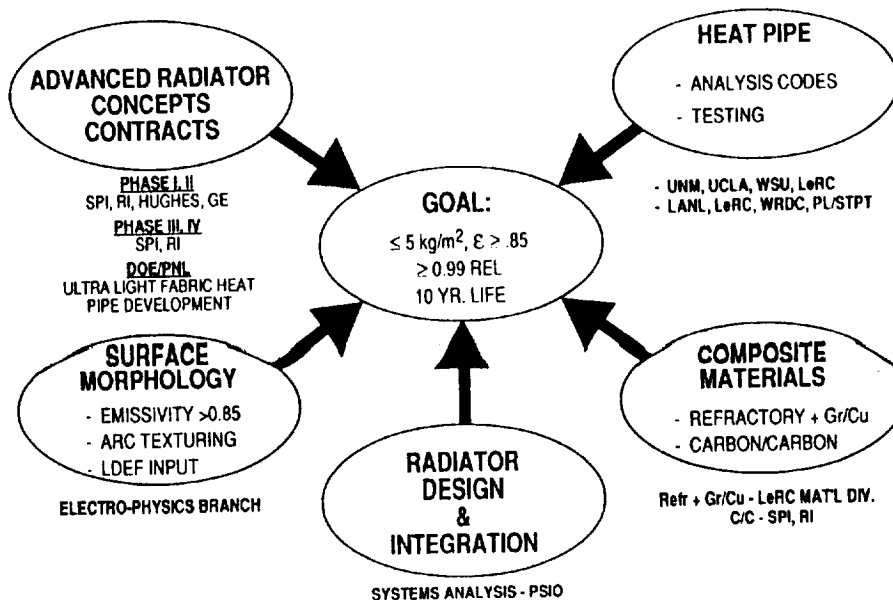 ADVANCED RADIATOR
CONCEPTS
CONTRACTS
PHASE I, II
SPI, RI, HUGHES, GE
PHASE III, IV
SPI, RI
DOE/PNL
ULTRA LIGHT FABRIC HEAT
PIPE DEVELOPMENT
HEAT PIPE
- ANALYSIS CODES
- TESTING
- UNM, UCLA, WSU, LeRC
- LANL, LeRC, WRDC, PL/STPT
GOAL:
≤ 5 kg/m², ε ≥ .85
≥ 0.99 REL
10 YR. LIFE
SURFACE
MORPHOLOGY
- EMISSIVITY >0.85
- ARC TEXTURING
- LDEF INPUT
ELECTRO-PHYSICS BRANCH
RADIATOR
DESIGN
&
INTEGRATION
SYSTEMS ANALYSIS - PSIO
COMPOSITE
MATERIALS
- REFRACTORY + Gr/Cu
- CARBON/CARBON
Refr + Gr/Cu - LeRC MAT'L DIV.
C/C - SPI, RI